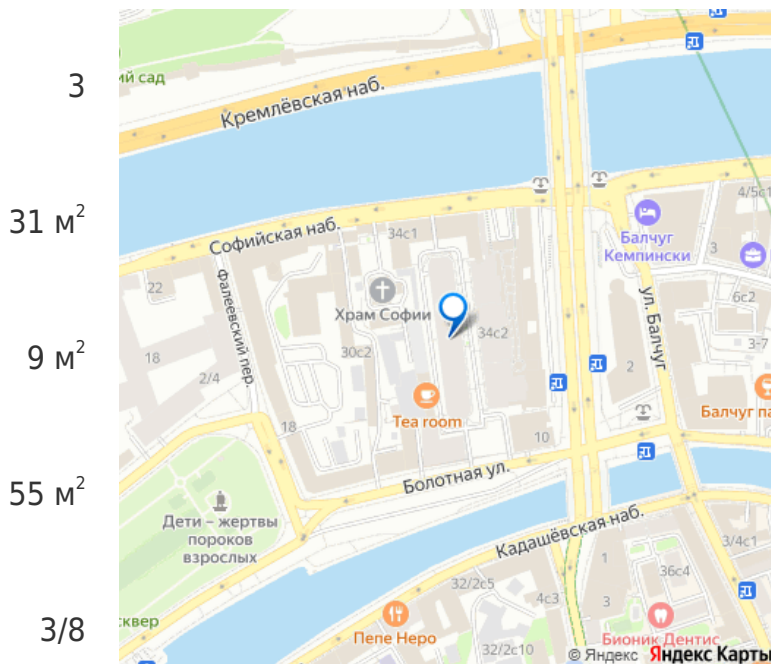 3
31 м²
9 м²
55 м²
3/8
ий сад
Кремлёвская наб.
4/5с1
Софийская наб.
34с1
Балчуг
Кемпински
3
22
Фалеевский пер.
Храм Софии
ул. Балчуг
6с2
34с2
30с2
18
3-7
2
2/4
Tea room
Балчуг па
18
10
Болотная ул.
Дети – жертвы
пороков
взрослых
Кадашёвская наб.
3/4с1
1
32/2с5
36с4
4с3
3
сквер
Пепе Неро
32/2с10
Бионик Дентис
© Яндекс Яндекс Карты